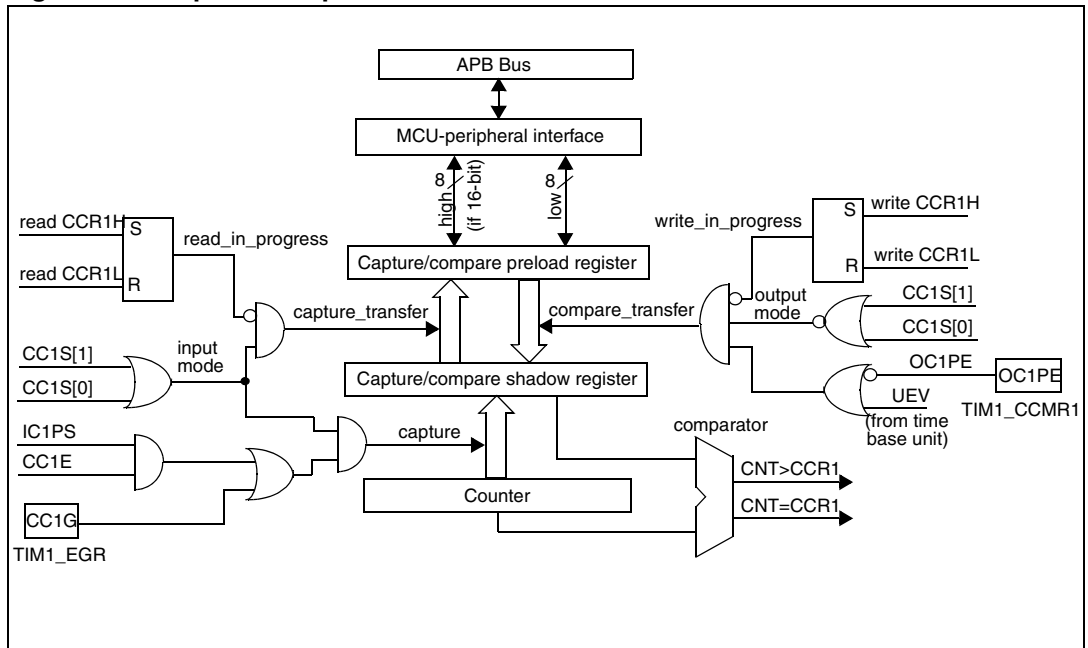 APB Bus
MCU-peripheral interface
8
high
(if 16-bit)
8
low
read CCR1H
S
read_in_progress
read CCR1L
R
write_in_progress
S
write CCR1H
R
write CCR1L
Capture/compare preload register
capture_transfer
compare_transfer
output
mode
CC1S[1]
CC1S[0]
CC1S[1]
CC1S[0]
input
mode
Capture/compare shadow register
OC1PE
OC1PE
UEV
TIM1_CCMR1
(from time
base unit)
IC1PS
CC1E
capture
comparator
CNT>CCR1
Counter
CNT=CCR1
CC1G
TIM1_EGR